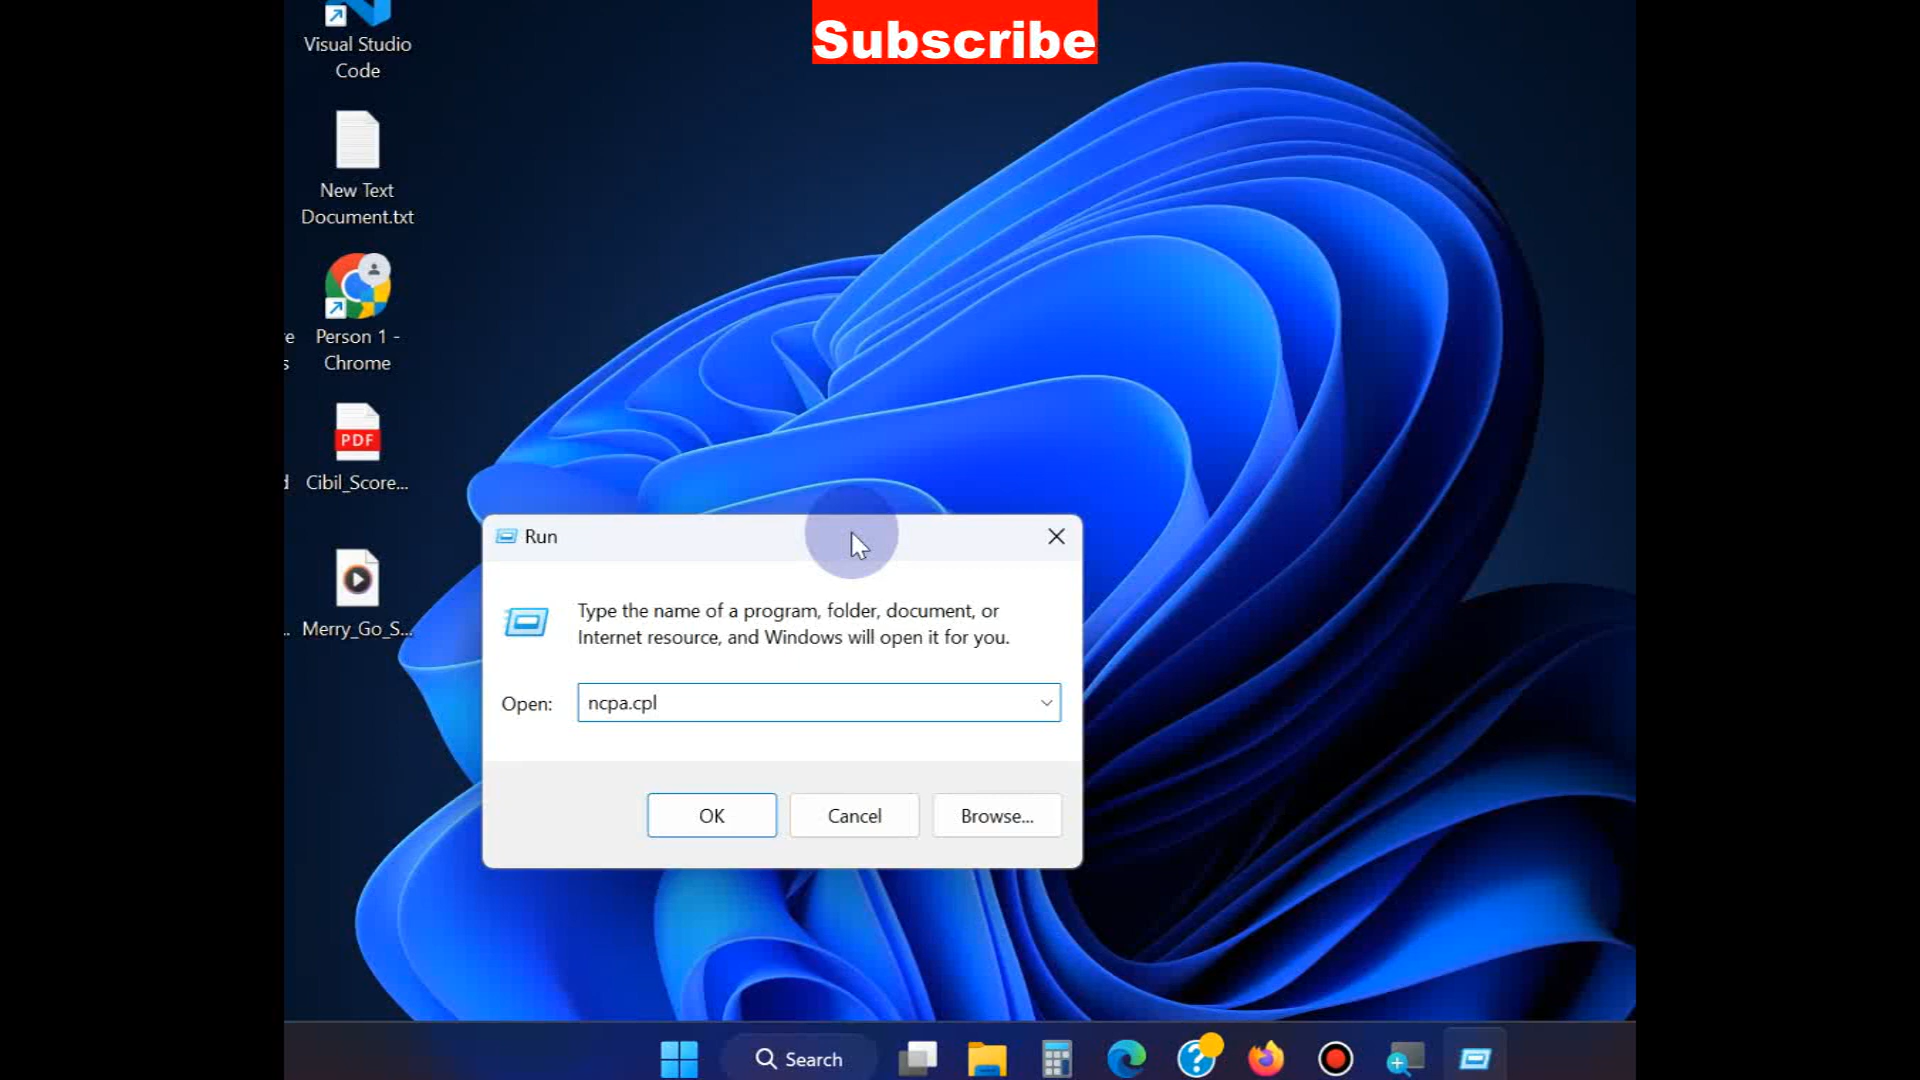 Subscribe
Visual Studio
Code
New Text
Document.txt
Person 1 -
Chrome
PDF
Cibil_Score...
Merry_Go_S...
Run
Type the name of a program, folder, document, or
Internet resource, and Windows will open it for you.
Open:
ncpa.cpl
OK
Cancel
Browse...
Search